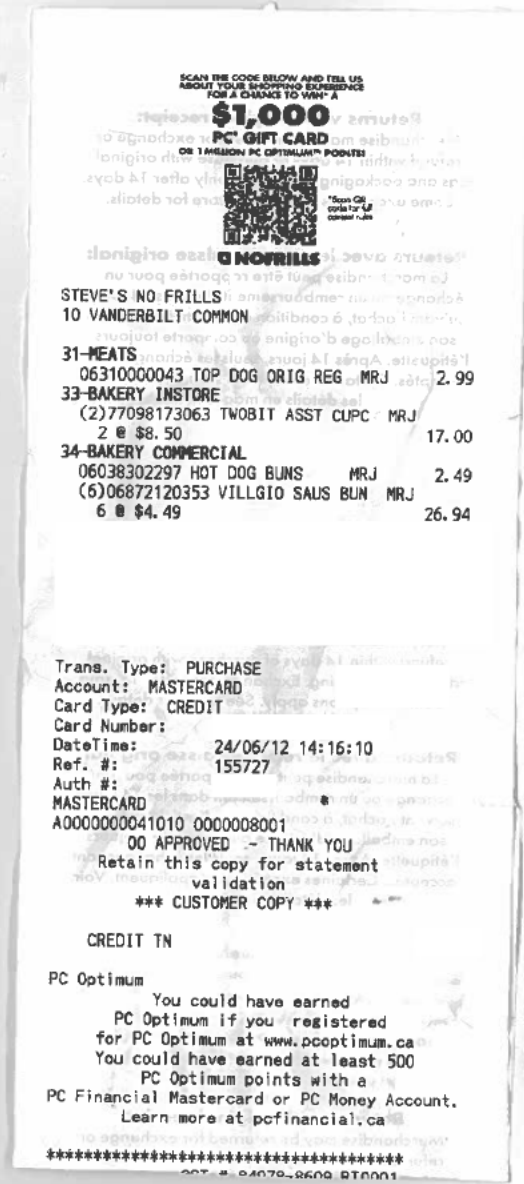 SCAN THE CODE BELOW AND TELL US
ABOUT YOUR SHOPPING EXPERIENCE
FOR A CHANCE TO WIN* A
$1,000
PC® GIFT CARD
OR 1 MILLION PC OPTIMUM™ POINTS!
*Scan QR
code for full
contest rules
NOFRILLS
STEVE'S NO FRILLS
10 VANDERBILT COMMON
31-MEATS
06310000043 TOP DOG ORIG REG MRJ 2.99
33-BAKERY INSTORE
(2)77098173063 TWOBIT ASST CUPC MRJ
2 @ $8.50 17.00
34-BAKERY COMMERCIAL
06038302297 HOT DOG BUNS MRJ 2.49
(6)06872120353 VILLGIO SAUS BUN MRJ
6 @ $4.49 26.94
Trans. Type: PURCHASE
Account: MASTERCARD
Card Type: CREDIT
Card Number:
DateTime: 24/06/12 14:16:10
Ref. #: 155727
Auth #:
MASTERCARD *
A0000000041010 0000008001
00 APPROVED - THANK YOU
Retain this copy for statement
validation
*** CUSTOMER COPY ***
CREDIT TN
PC Optimum
You could have earned
PC Optimum if you registered
for PC Optimum at www.pcoptimum.ca
You could have earned at least 500
PC Optimum points with a
PC Financial Mastercard or PC Money Account.
Learn more at pcfinancial.ca
**************************************